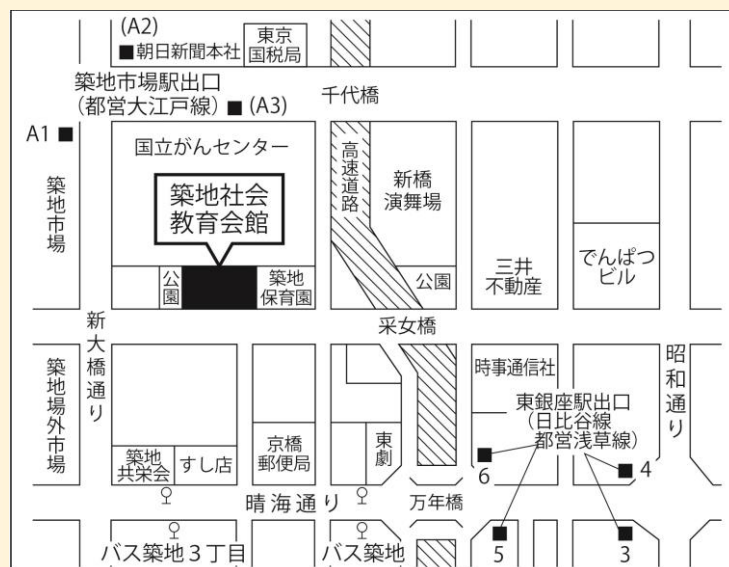 (A2)
■朝日新聞本社
東京
国税局
築地市場駅出口
（都営大江戸線）■(A3)
千代橋
A1■
国立がんセンター
築地市場
高速道路
新橋
演舞場
築地社会
教育会館
でんぱつ
ビル
三井
不動産
公園
築地
保育園
公園
采女橋
新大橋通り
昭和通り
築地場外市場
時事通信社
東銀座駅出口
（日比谷線
都営浅草線）
築地
共栄会
すし店
京橋
郵便局
東劇
6
4
晴海通り
万年橋
バス築地３丁目
バス築地
5
3